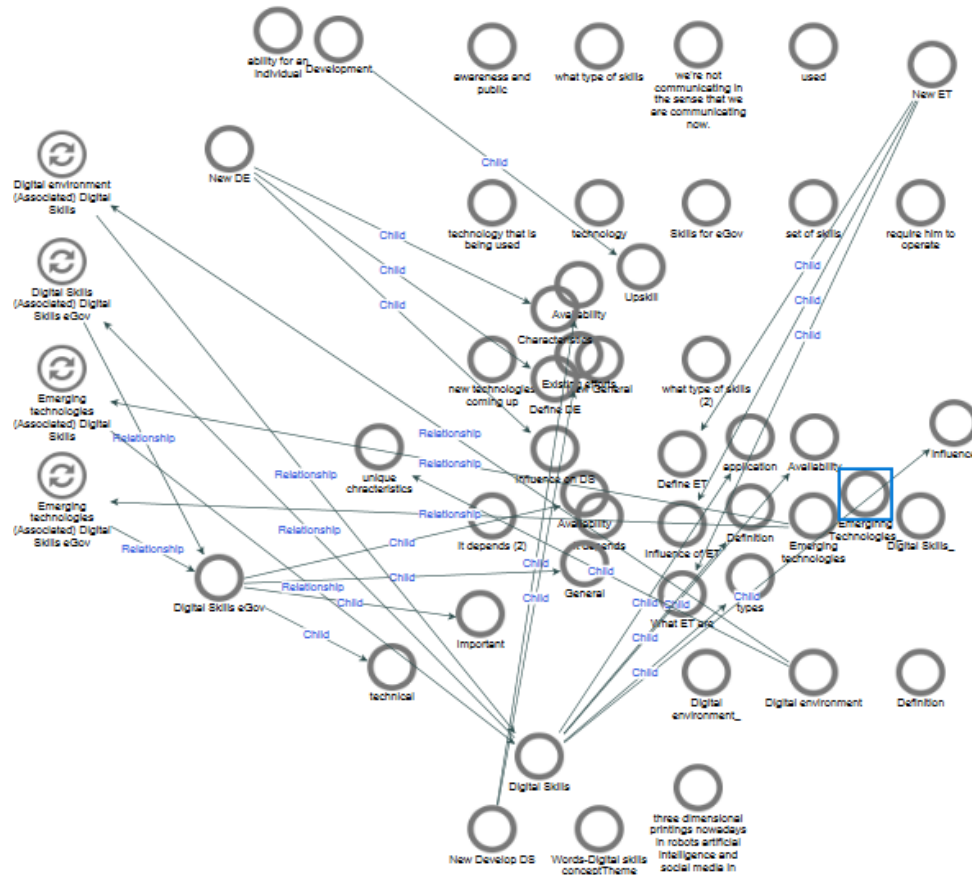 ability for an
individual
Development
awareness and
public
what type of skills
we're not
communicating in
the sense that we
are communicating
now.
used
New ET
New DE
Child
Digital environment
(Associated) Digital
Skills
technology that is
being used
technology
Skills for eGov
set of skills
require him to
operate
Child
Child
Child
Child
Child
Child
Digital Skills
(Associated) Digital
Skills eGov
Upskill
Availability
Characteristics
new technologies
coming up
Existing efforts
General
Define DE
what type of skills
(2)
Emerging
technologies
(Associated) Digital
Skills
Relationship
Relationship
Relationship
Relationship
unique
chracteristics
Influence on DS
Define ET
application
Availability
Influence
Emerging
technologies
(Associated) Digital
Skills eGov
Relationship
Relationship
Relationship
It depends (2)
Availability
depends
Influence of ET
Definition
Emerging
technologies
Emergining
Technologies
Digital Skills_
Child
Child
Child
Child
Digital Skills eGov
General
Child
Child
Child
Child
Child
Child
Child
Important
What ET are
types
technical
Digital
environment_
Digital environment
Definition
Digital Skills
New Develop DS
Words-Digital skills
conceptTheme
three dimensional
printings nowadays
in robots artificial
intelligence and
social media in